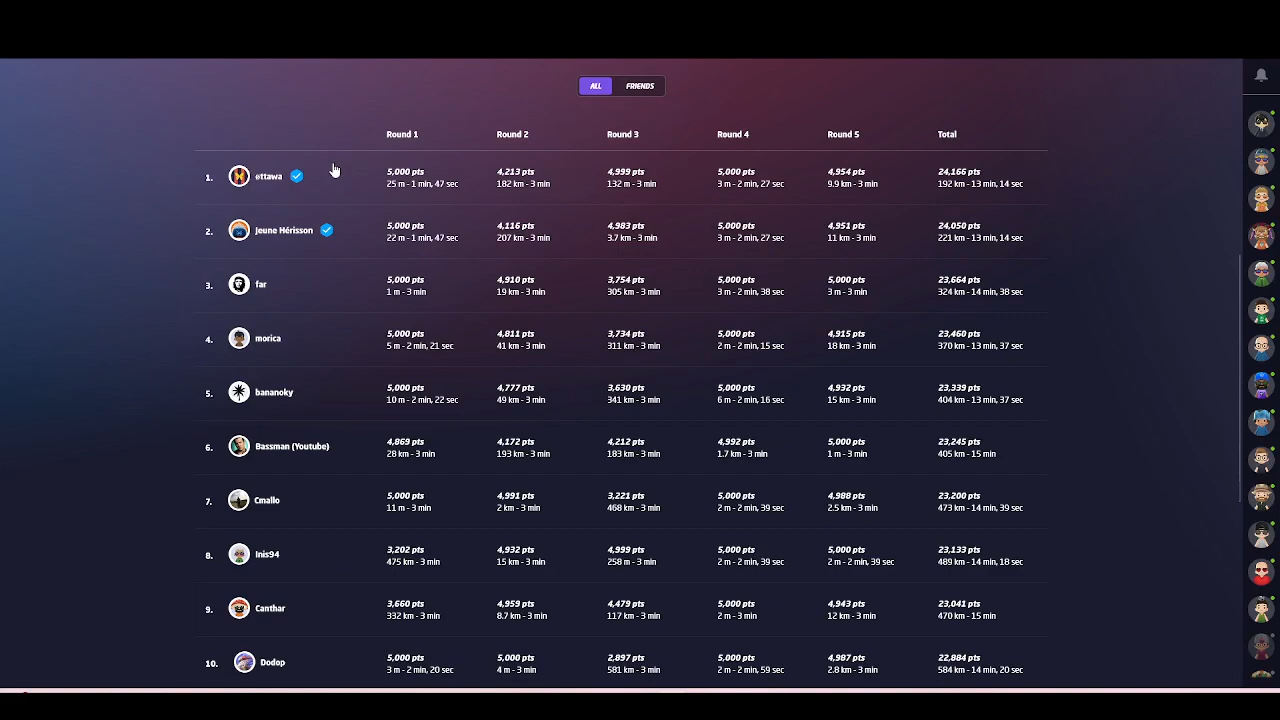 ALL FRIENDS
Round 1 Round 2 Round 3 Round 4 Round 5 Total
1. øttawa 5,000 pts 4,213 pts 4,999 pts 5,000 pts 4,954 pts 24,166 pts
25 m - 1 min, 47 sec 182 km - 3 min 132 m - 3 min 3 m - 2 min, 27 sec 9.9 km - 3 min 192 km - 13 min, 14 sec
2. Jeune Hérisson 5,000 pts 4,116 pts 4,983 pts 5,000 pts 4,951 pts 24,050 pts
22 m - 1 min, 47 sec 207 km - 3 min 3.7 km - 3 min 3 m - 2 min, 27 sec 11 km - 3 min 221 km - 13 min, 14 sec
3. far 5,000 pts 4,910 pts 3,754 pts 5,000 pts 5,000 pts 23,664 pts
1 m - 3 min 19 km - 3 min 305 km - 3 min 3 m - 2 min, 38 sec 3 m - 3 min 324 km - 14 min, 38 sec
4. morica 5,000 pts 4,811 pts 3,734 pts 5,000 pts 4,915 pts 23,460 pts
5 m - 2 min, 21 sec 41 km - 3 min 311 km - 3 min 2 m - 2 min, 15 sec 18 km - 3 min 370 km - 13 min, 37 sec
5. bananoky 5,000 pts 4,777 pts 3,630 pts 5,000 pts 4,932 pts 23,339 pts
10 m - 2 min, 22 sec 49 km - 3 min 341 km - 3 min 6 m - 2 min, 16 sec 15 km - 3 min 404 km - 13 min, 37 sec
6. Bassman (Youtube) 4,869 pts 4,172 pts 4,212 pts 4,992 pts 5,000 pts 23,245 pts
28 km - 3 min 193 km - 3 min 183 km - 3 min 1.7 km - 3 min 1 m - 3 min 405 km - 15 min
7. Cmallo 5,000 pts 4,991 pts 3,221 pts 5,000 pts 4,988 pts 23,200 pts
11 m - 3 min 2 km - 3 min 468 km - 3 min 2 m - 2 min, 39 sec 2.5 km - 3 min 473 km - 14 min, 39 sec
8. Inis94 3,202 pts 4,932 pts 4,999 pts 5,000 pts 5,000 pts 23,133 pts
475 km - 3 min 15 km - 3 min 258 m - 3 min 2 m - 2 min, 39 sec 2 m - 2 min, 39 sec 489 km - 14 min, 18 sec
9. Canthar 3,660 pts 4,959 pts 4,479 pts 5,000 pts 4,943 pts 23,041 pts
332 km - 3 min 8.7 km - 3 min 117 km - 3 min 2 m - 3 min 12 km - 3 min 470 km - 15 min
10. Dodop 5,000 pts 5,000 pts 2,897 pts 5,000 pts 4,987 pts 22,884 pts
3 m - 2 min, 20 sec 4 m - 3 min 581 km - 3 min 2 m - 2 min, 59 sec 2.8 km - 3 min 584 km - 14 min, 20 sec